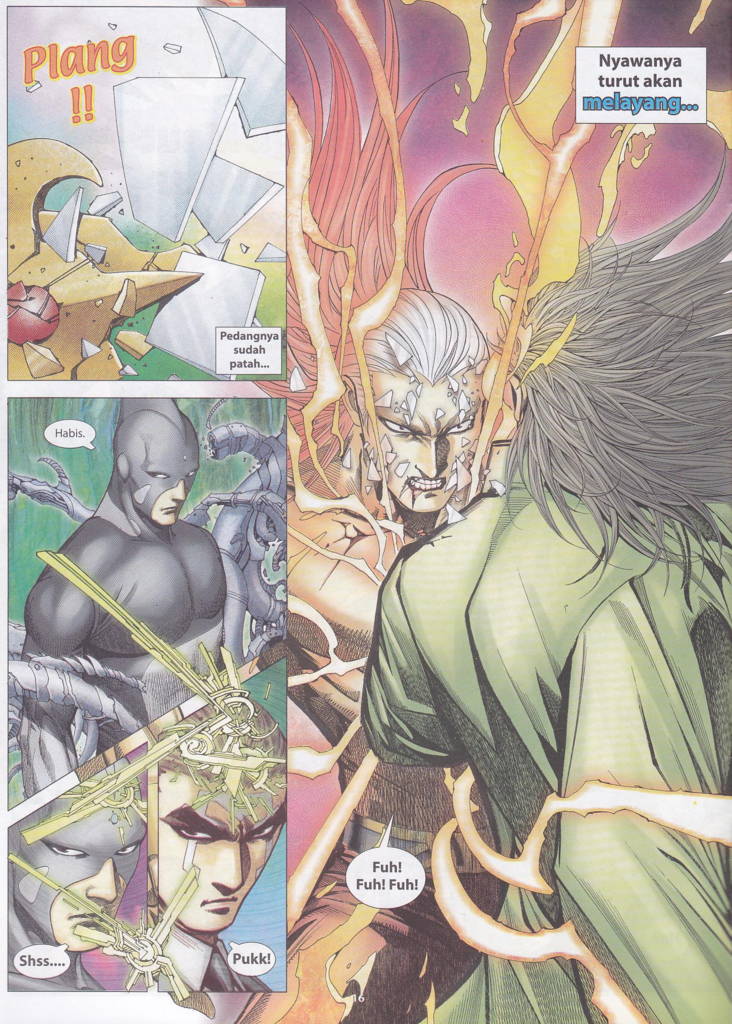 Plang
!!
Pedangnya
sudah
patah...
Habis.
Shss....
Pukk!
Nyawanya
turut akan
melayang...
Fuh!
Fuh! Fuh!
16